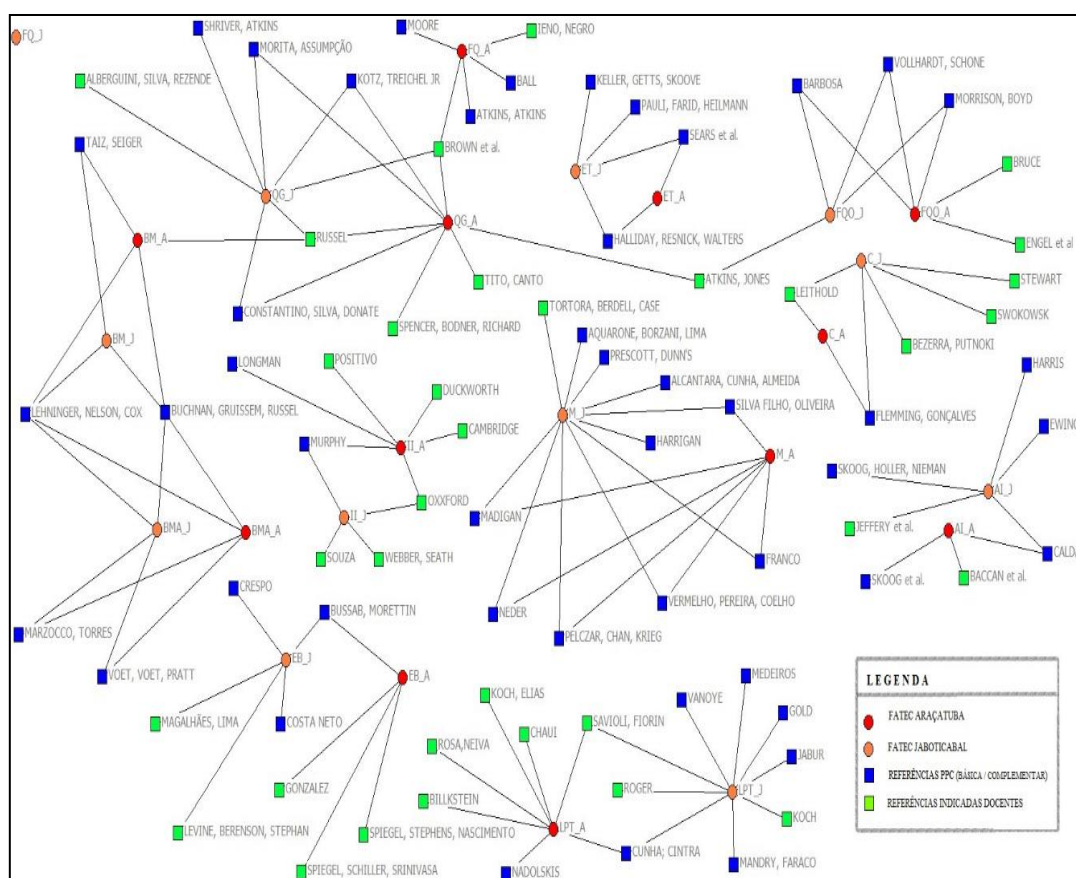 SHRIVER, ATKINS
MOORE
IENO, NEGRO
FQ_J
MORITA, ASSUMPÇÃO
FQ_A
VOLLHARDT, SCHONE
ALBERGUINI, SILVA, REZENDE
KOTZ, TREICHEL JR
BALL
KELLER, GETTS, SKOOVE
BARBOSA
MORRISON, BOYD
PAULI, FARID, HEILMANN
ATKINS, ATKINS
TAIZ, SEIGER
BROWN et al.
SEARS et al.
BRUCE
ET_J
QG_J
ET_A
FQO_J
FQO_A
QG_A
BM_A
RUSSEL
HALLIDAY, RESNICK, WALTERS
ENGEL et al
C_J
TITO, CANTO
ATKINS, JONES
STEWART
LEITHOLD
CONSTANTINO, SILVA, DONATE
TORTORA, BERDELL, CASE
SWOKOWSK
SPENCER, BODNER, RICHARD
BM_J
AQUARONE, BORZANI, LIMA
C_A
BEZERRA, PUTNOKI
LONGMAN
POSITIVO
PRESCOTT, DUNN'S
HARRIS
DUCKWORTH
ALCANTARA, CUNHA, ALMEIDA
SILVA FILHO, OLIVEIRA
LEHNINGER, NELSON, COX
BUCHNAN, GRUISSEM, RUSSEL
M_J
FLEMMING, GONÇALVES
EWING
CAMBRIDGE
MURPHY
II_A
HARRIGAN
M_A
SKOOG, HOLLER, NIEMAN
AI_J
OXXFORD
II_J
MADIGAN
BMA_J
BMA_A
JEFFERY et al.
AI_A
SOUZA
WEBBER, SEATH
FRANCO
CALDA
SKOOG et al.
BACCAN et al.
CRESPO
VERMELHO, PEREIRA, COELHO
BUSSAB, MORETTIN
NEDER
MARZOCCO, TORRES
PELCZAR, CHAN, KRIEG
EB_J
VOET, VOET, PRATT
EB_A
MEDEIROS
LEGENDA
KOCH, ELIAS
VANOYE
MAGALHÃES, LIMA
COSTA NETO
SAVIOLI, FIORIN
GOLD
FATEC ARAÇATUBA
CHAUI
ROSA,NEIVA
FATEC JABOTICABAL
JABUR
REFERÊNCIAS PPC (BÁSICA / COMPLEMENTAR)
GONZALEZ
ROGER
LPT_J
BILLKSTEIN
REFERÊNCIAS INDICADAS DOCENTES
KOCH
LEVINE, BERENSON, STEPHAN
SPIEGEL, STEPHENS, NASCIMENTO
LPT_A
CUNHA; CINTRA
MANDRY, FARACO
SPIEGEL, SCHILLER, SRINIVASA
NADOLSKIS